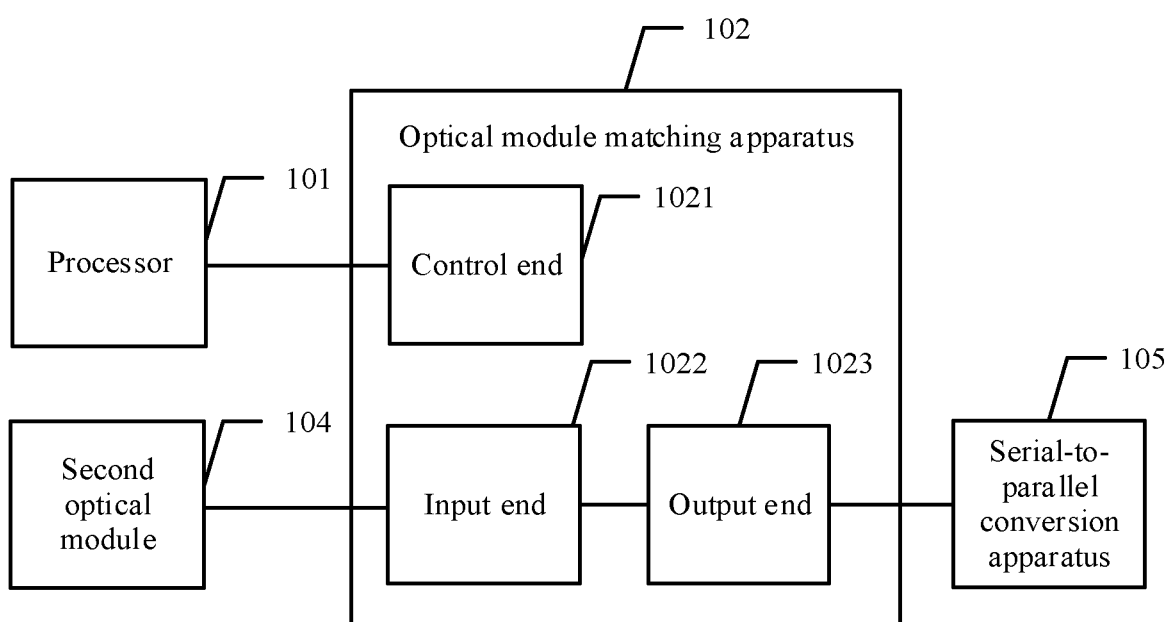 102
Optical module matching apparatus
101
1021
Processor
Control end
1022
1023
105
104
Second
optical
module
Input end
Output end
Serial-to-
parallel
conversion
apparatus